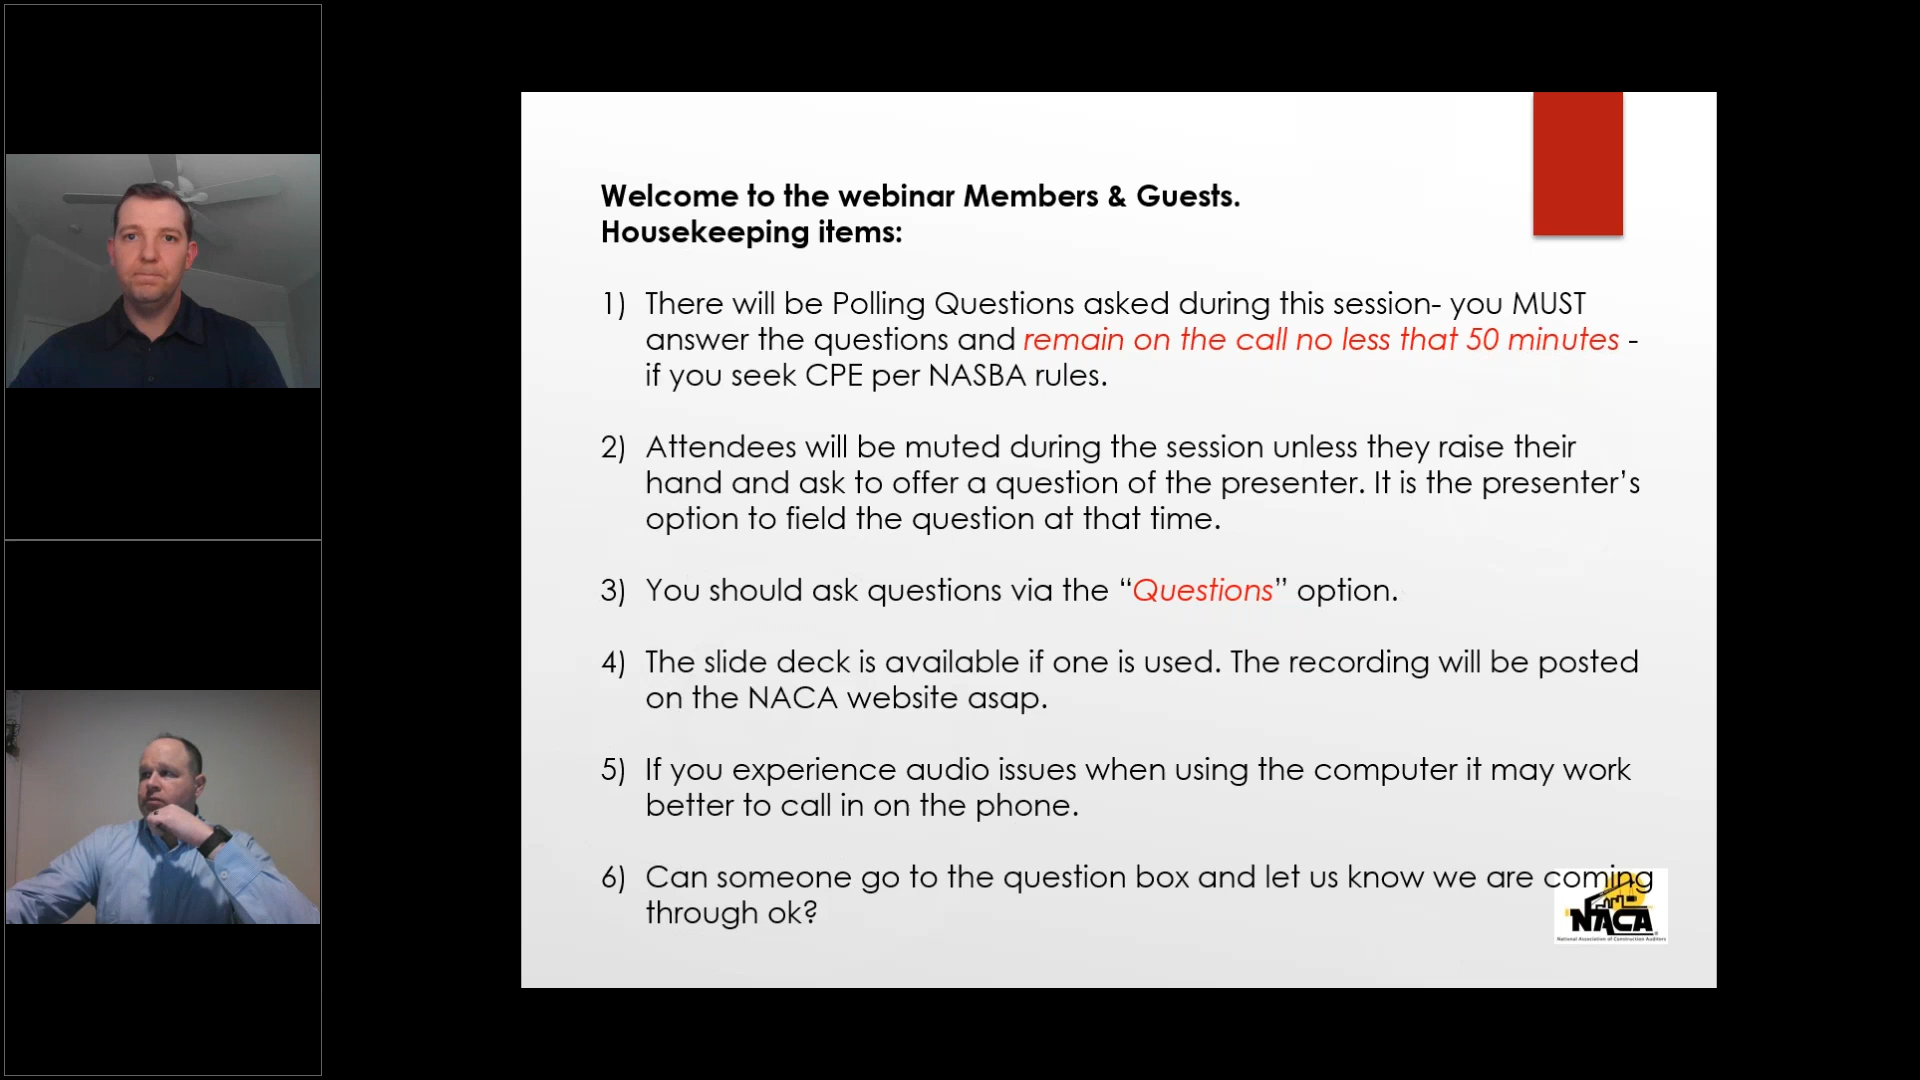 Welcome to the webinar Members & Guests.
Housekeeping items:
1) There will be Polling Questions asked during this session- you MUST
answer the questions and remain on the call no less that 50 minutes -
if you seek CPE per NASBA rules.
2) Attendees will be muted during the session unless they raise their
hand and ask to offer a question of the presenter. It is the presenter’s
option to field the question at that time.
3) You should ask questions via the “Questions” option.
4) The slide deck is available if one is used. The recording will be posted
on the NACA website asap.
5) If you experience audio issues when using the computer it may work
better to call in on the phone.
6) Can someone go to the question box and let us know we are coming
through ok?
NACA
National Association of Construction Auditors